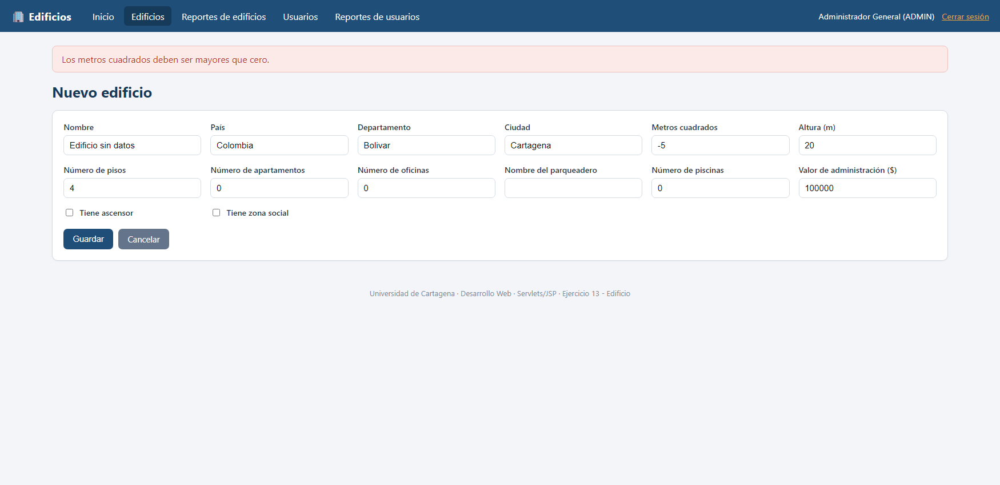 Edificios Inicio Edificios Reportes de edificios Usuarios Reportes de usuarios Administrador General (ADMIN) Cerrar sesión
Los metros cuadrados deben ser mayores que cero.
Nuevo edificio
Nombre País Departamento Ciudad Metros cuadrados Altura (m)
Edificio sin datos Colombia Bolivar Cartagena -5 20
Número de pisos Número de apartamentos Número de oficinas Nombre del parqueadero Número de piscinas Valor de administración ($)
4 0 0 0 100000
Tiene ascensor Tiene zona social
Guardar Cancelar
Universidad de Cartagena · Desarrollo Web · Servlets/JSP · Ejercicio 13 - Edificio